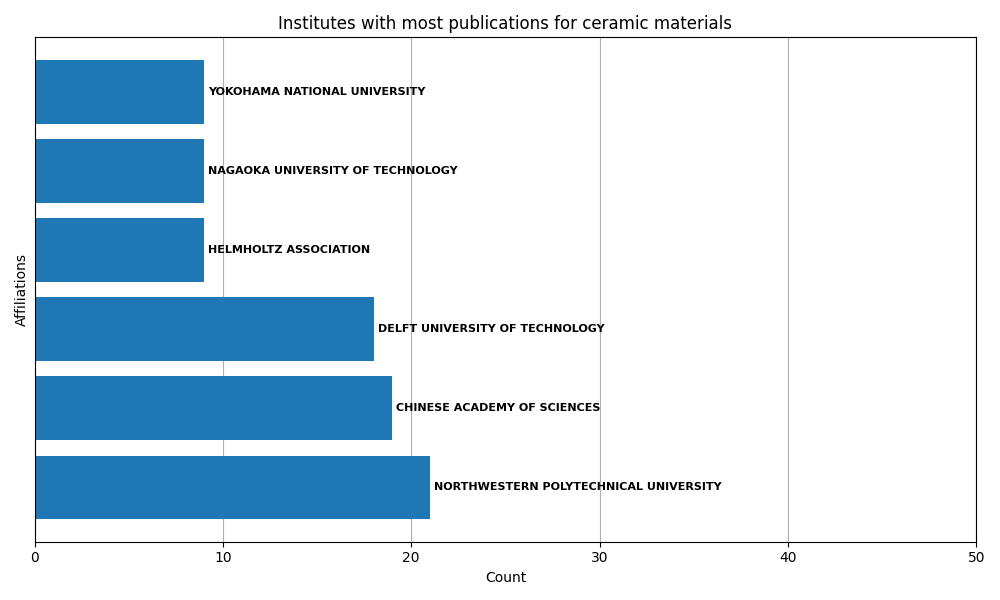 Institutes with most publications for ceramic materials
YOKOHAMA NATIONAL UNIVERSITY
NAGAOKA UNIVERSITY OF TECHNOLOGY
HELMHOLTZ ASSOCIATION
DELFT UNIVERSITY OF TECHNOLOGY
CHINESE ACADEMY OF SCIENCES
NORTHWESTERN POLYTECHNICAL UNIVERSITY
Affiliations
0 10 20 30 40 50
Count